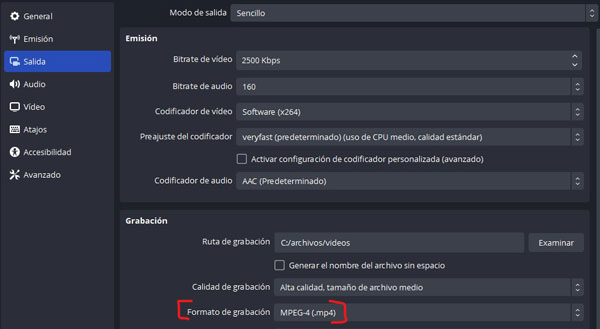 General
Emisión
Salida
Audio
Vídeo
Atajos
Accesibilidad
Avanzado
Modo de salida Sencillo
Emisión
Bitrate de vídeo 2500 Kbps
Bitrate de audio 160
Codificador de vídeo Software (x264)
Preajuste del codificador veryfast (predeterminado) (uso de CPU medio, calidad estándar)
Activar configuración de codificador personalizada (avanzado)
Codificador de audio AAC (Predeterminado)
Grabación
Ruta de grabación C:/archivos/videos Examinar
Generar el nombre del archivo sin espacio
Calidad de grabación Alta calidad, tamaño de archivo medio
Formato de grabación MPEG-4 (.mp4)